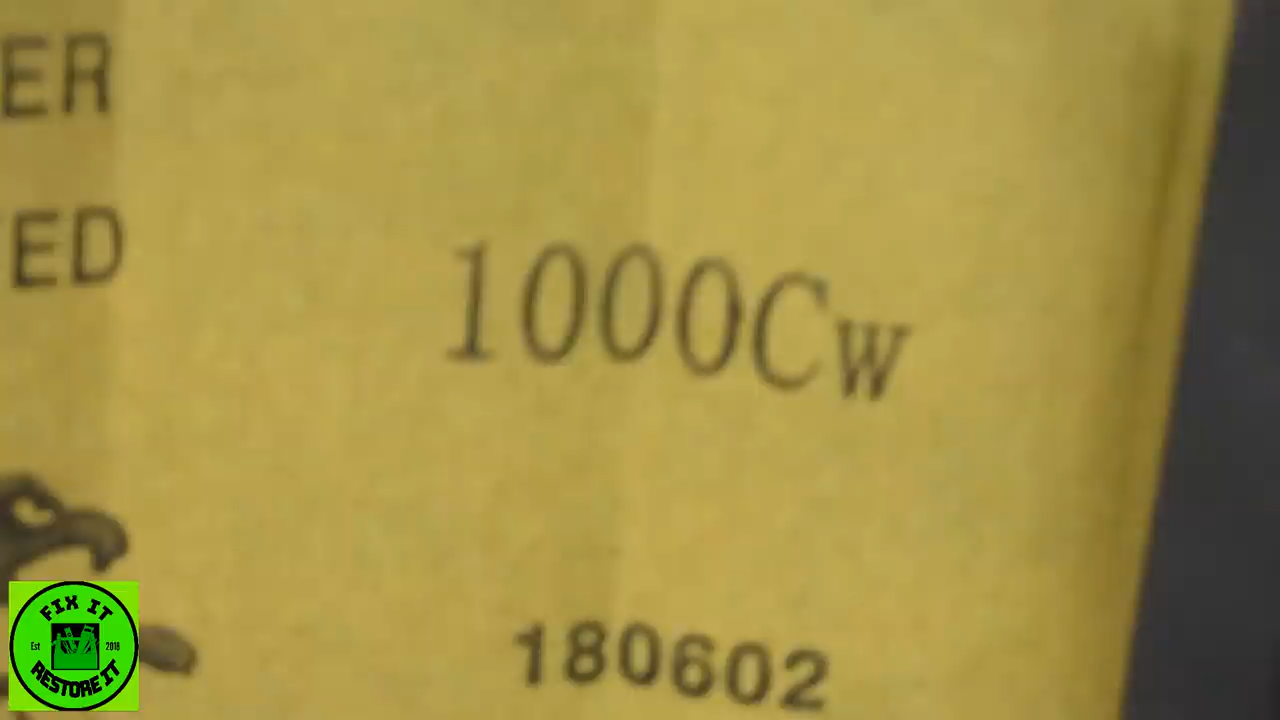 ER
ED
1000Cw
180602
FIX IT
Est 2018
RESTORE IT